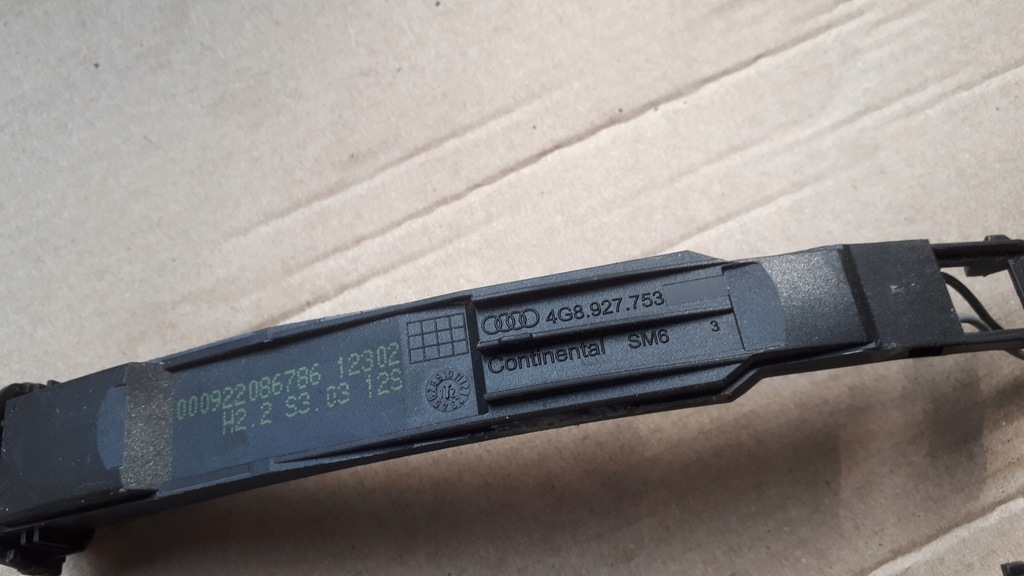 000922086786 12302
H2.2 S3.03 12S
4G8.927.753
Continental SM6 3